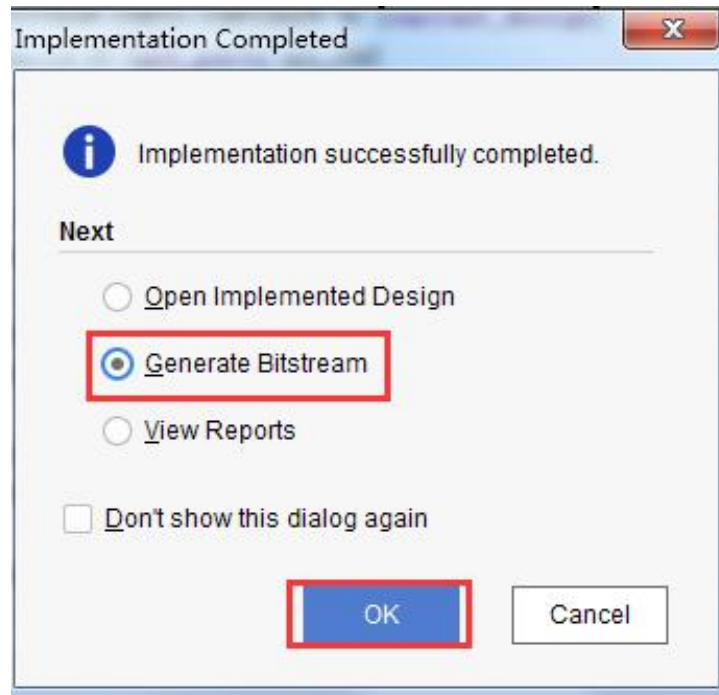 Implementation Completed
Implementation successfully completed.
Next
Open Implemented Design
Generate Bitstream
View Reports
Don't show this dialog again
OK
Cancel